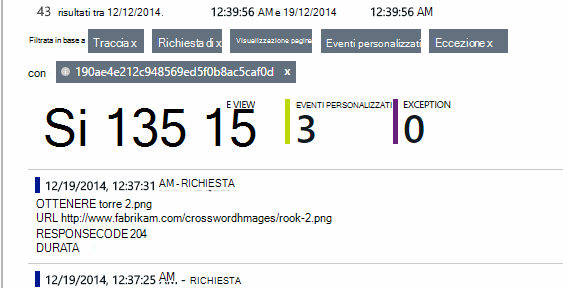 43 risultati tra 12/12/2014. 12:39:56 AM e 19/12/2014 12:39:56 AM
Filtrata in base a Traccia x Richiesta di x Visualizzazione pagine Eventi personalizzati Eccezione x
con 190ae4e212c948569ed5f0b8ac5caf0d x
Si 135 15 E VIEW EVENTI PERSONALIZZATI 3 EXCEPTION 0
12/19/2014, 12:37:31 AM - RICHIESTA
OTTENERE torre 2.png
URL http://www.fabrikam.com/crosswordhmages/rook-2.png
RESPONSECODE 204
DURATA
12/19/2014, 12:37:25 AM - RICHIESTA